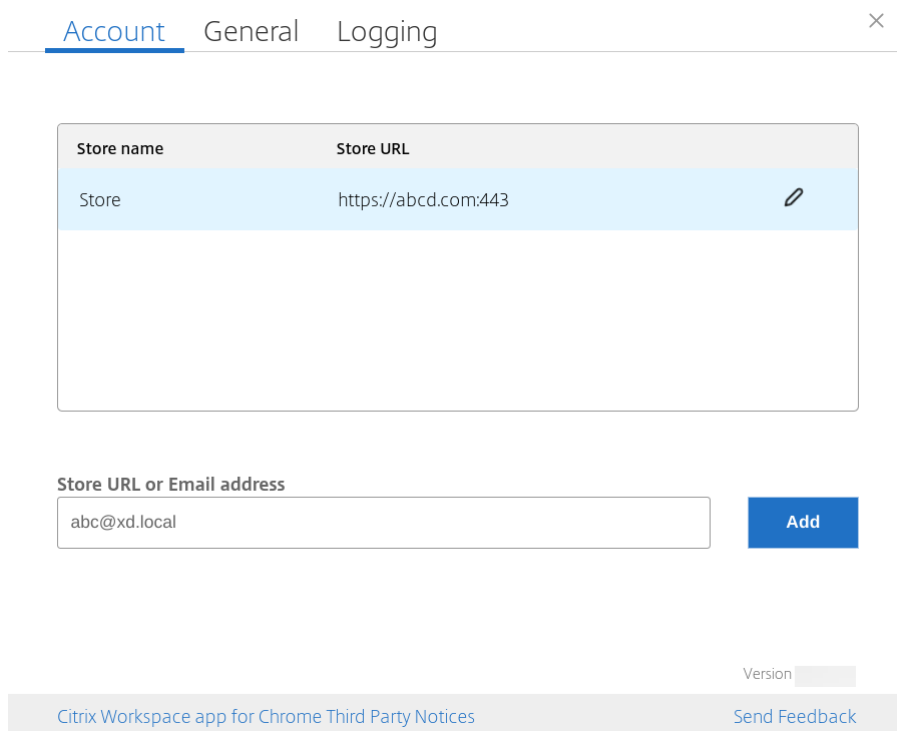 Account General Logging
Store name Store URL
Store https://abcd.com:443
Store URL or Email address
abc@xd.local Add
Version
Citrix Workspace app for Chrome Third Party Notices Send Feedback